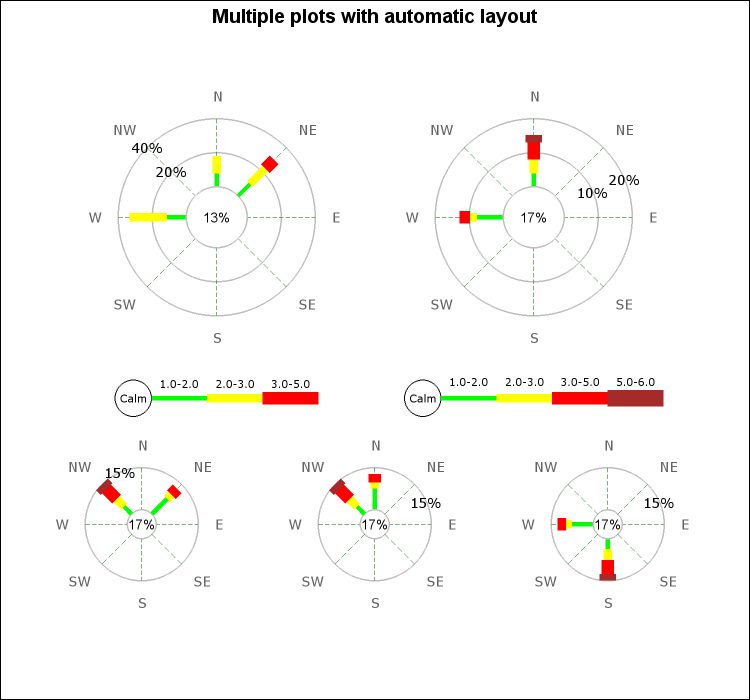 Multiple plots with automatic layout
N N
NW NE NW NE
40%
20% 20%
10%
W 13% E W 17% E
SW SE SW SE
S S
1.0-2.0 2.0-3.0 3.0-5.0 1.0-2.0 2.0-3.0 3.0-5.0 5.0-6.0
Calm Calm
N N N
NW NE NW NE NW NE
15%
15% 15%
W 17% E W 17% E W 17% E
SW SE SW SE SW SE
S S S